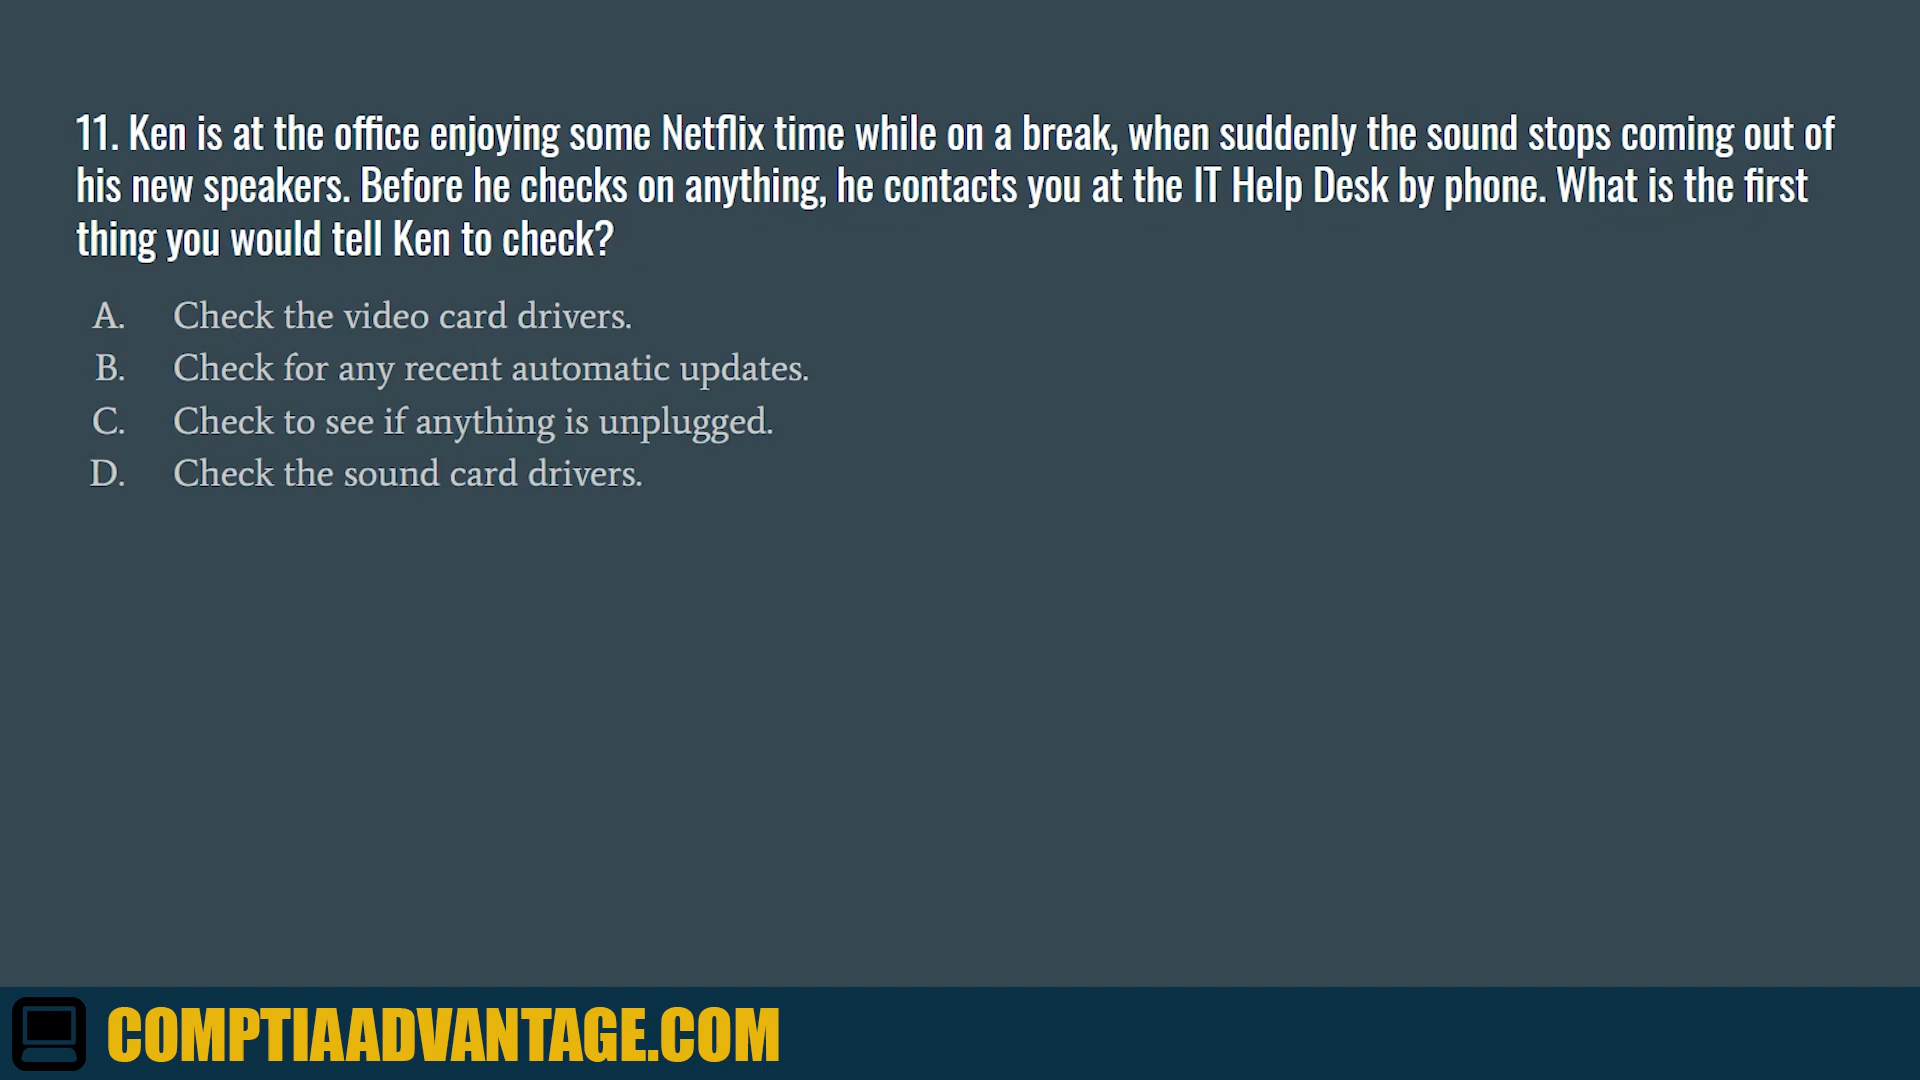 11. Ken is at the office enjoying some Netflix time while on a break, when suddenly the sound stops coming out of
his new speakers. Before he checks on anything, he contacts you at the IT Help Desk by phone. What is the first
thing you would tell Ken to check?
A. Check the video card drivers.
B. Check for any recent automatic updates.
C. Check to see if anything is unplugged.
D. Check the sound card drivers.
COMPTIAADVANTAGE.COM